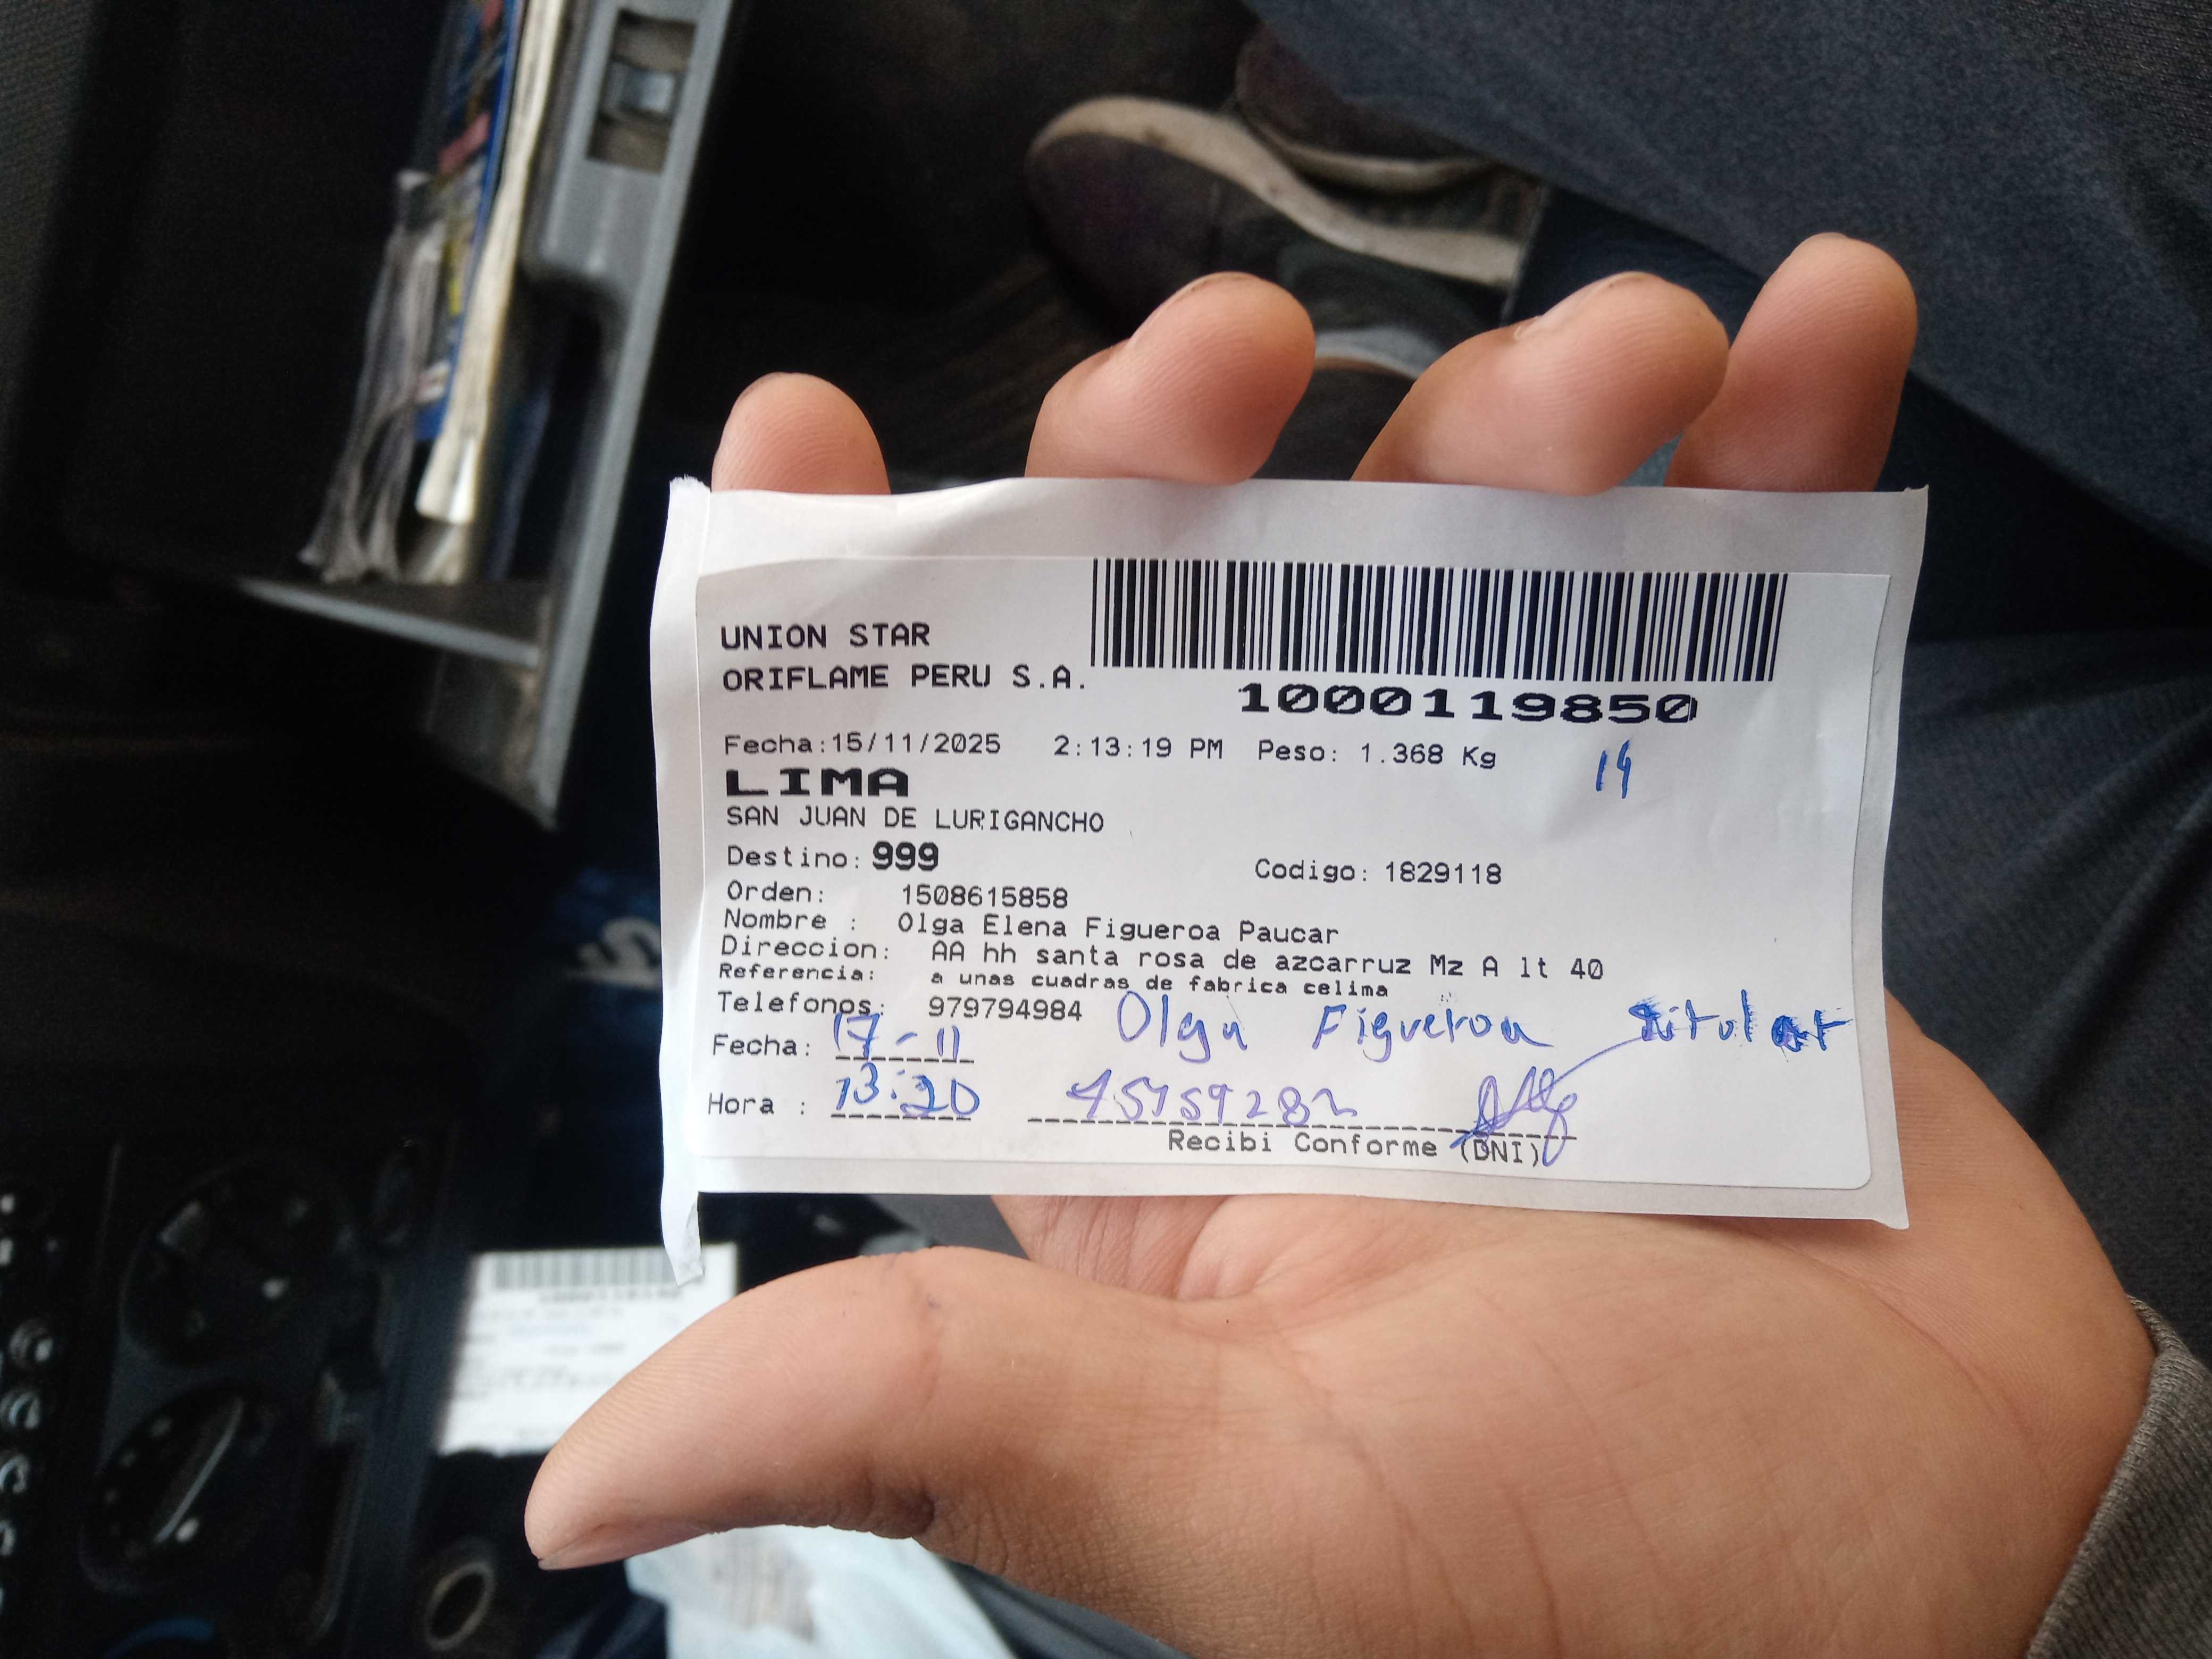 UNION STAR
ORIFLAME PERU S.A.
1000119850
Fecha:15/11/2025 2:13:19 PM Peso: 1.368 Kg
19
LIMA
SAN JUAN DE LURIGANCHO
Destino: 999 Codigo: 1829118
Orden: 1508615858
Nombre : Olga Elena Figueroa Paucar
Direccion: AA hh santa rosa de azcarruz Mz A lt 40
Referencia: a unas cuadras de fabrica celima
Telefonos: 979794984
Olga Figueroa titular
Fecha: 17-11
Hora : 13:20
Recibi Conforme (DNI)